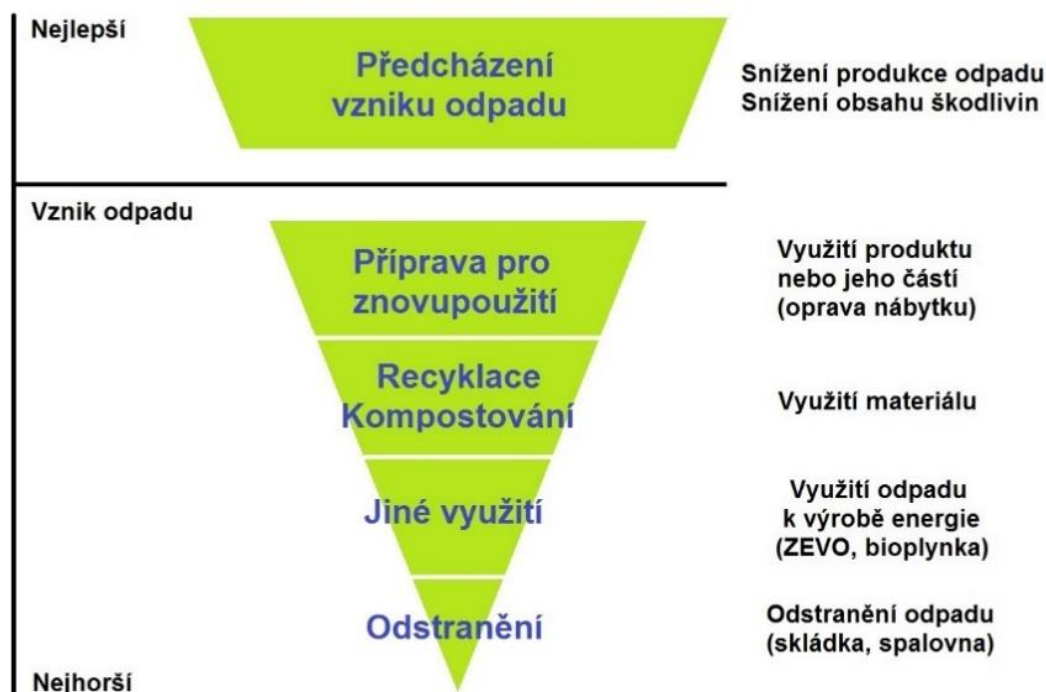 Nejlepší
Předcházení
vzniku odpadu
Snížení produkce odpadu
Snížení obsahu škodlivin
Vznik odpadu
Příprava pro
znovupoužití
Využití produktu
nebo jeho částí
(oprava nábytku)
Recyklace
Kompostování
Využití materiálu
Jiné využití
Využití odpadu
k výrobě energie
(ZEVO, bioplynka)
Odstranění
Odstranění odpadu
(skládka, spalovna)
Nejhorší